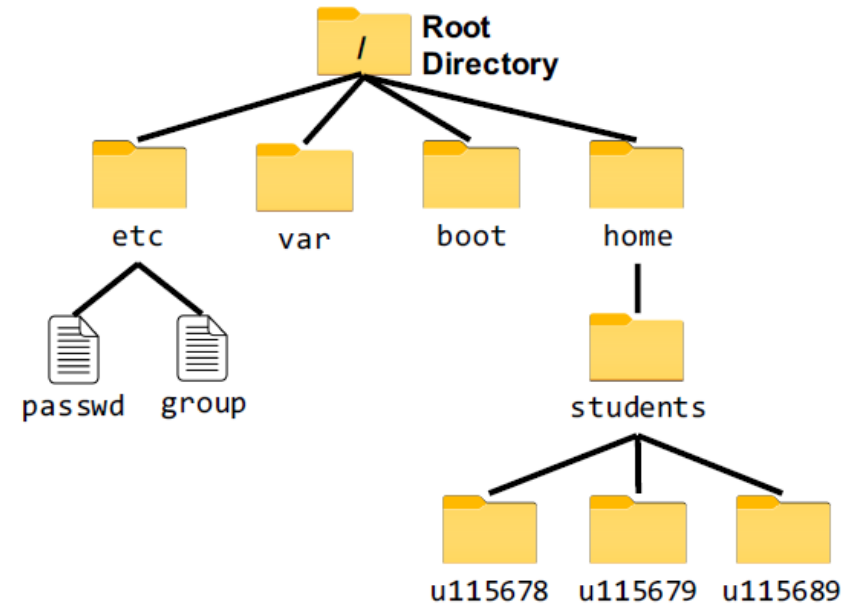 /
Root
Directory
etc
var
boot
home
passwd
group
students
u115678
u115679
u115689